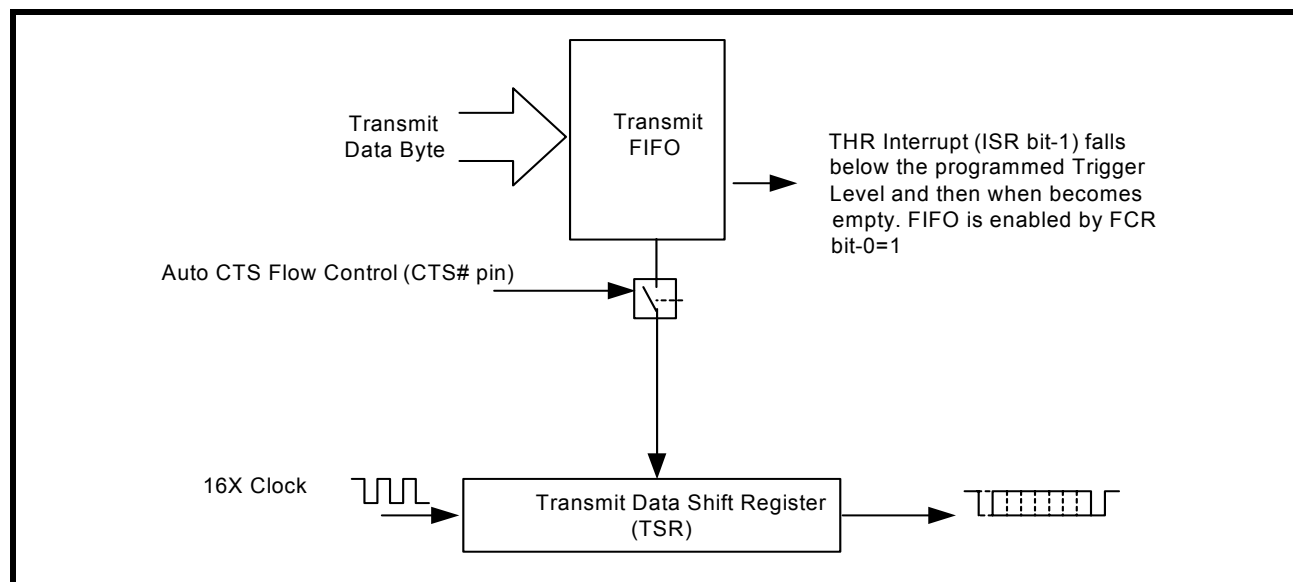 Transmit
Data Byte
Transmit
FIFO
THR Interrupt (ISR bit-1) falls
below the programmed Trigger
Level and then when becomes
empty. FIFO is enabled by FCR
bit-0=1
Auto CTS Flow Control (CTS# pin)
16X Clock
Transmit Data Shift Register
(TSR)